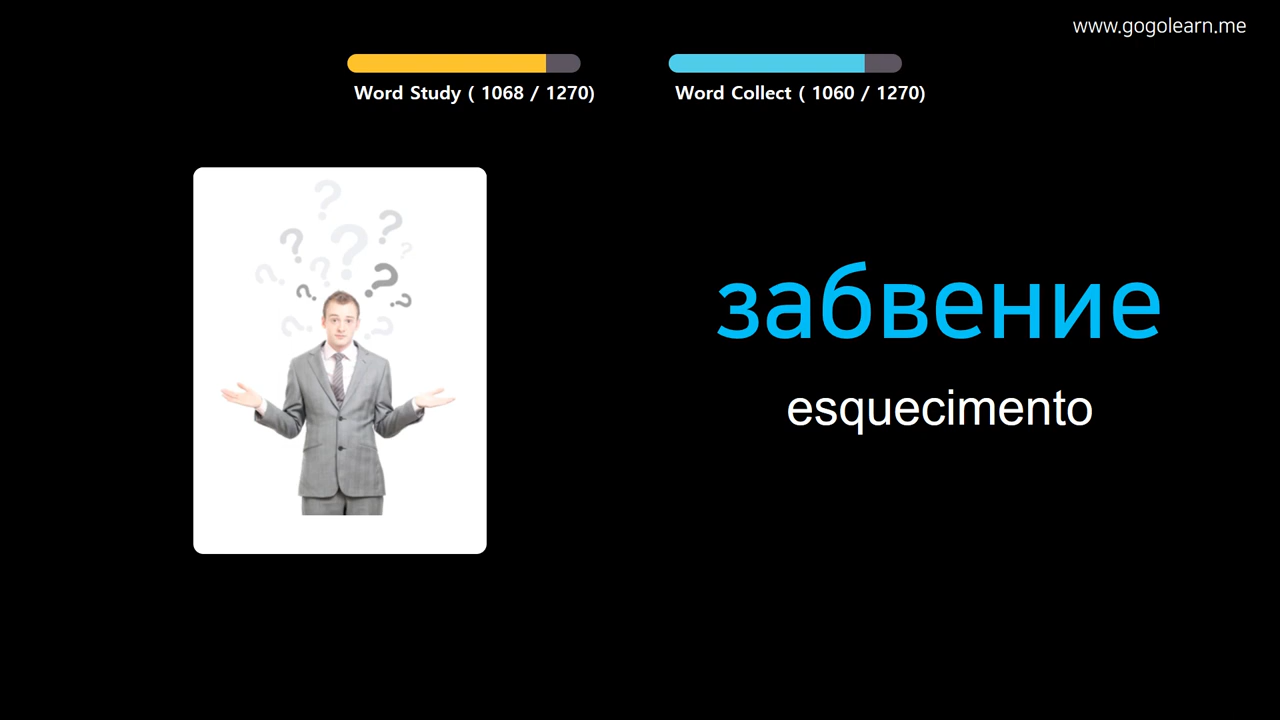 www.gogolearn.me
Word Study ( 1068 / 1270)
Word Collect ( 1060 / 1270)
забвение
esquecimento